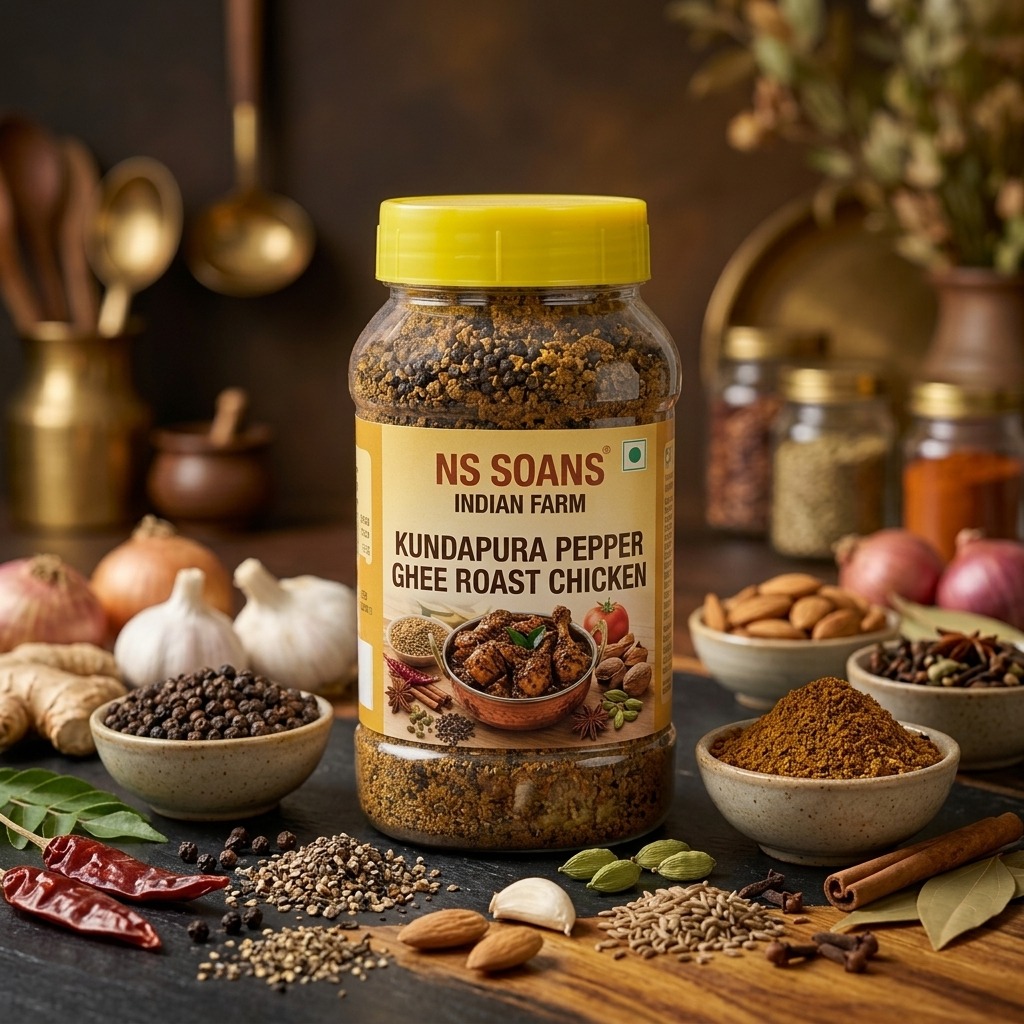 NS SOANS®
INDIAN FARM
KUNDAPURA PEPPER
GHEE ROAST CHICKEN